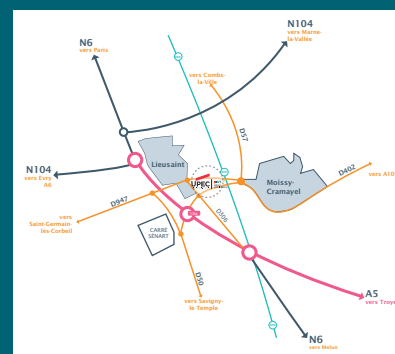 N104
vers Marne-
la-Vallée
N6
vers Paris
vers Combs-
la-Ville
D57
Lieusaint
UPEC
Moissy-
Cramayel
D402
vers A10
N104
vers Evry
A6
D947
vers
Saint-Germain-
lès-Corbeil
D306
CARRÉ
SÉNART
D50
vers Savigny-
le-Temple
A5
vers Troye
N6
vers Melun